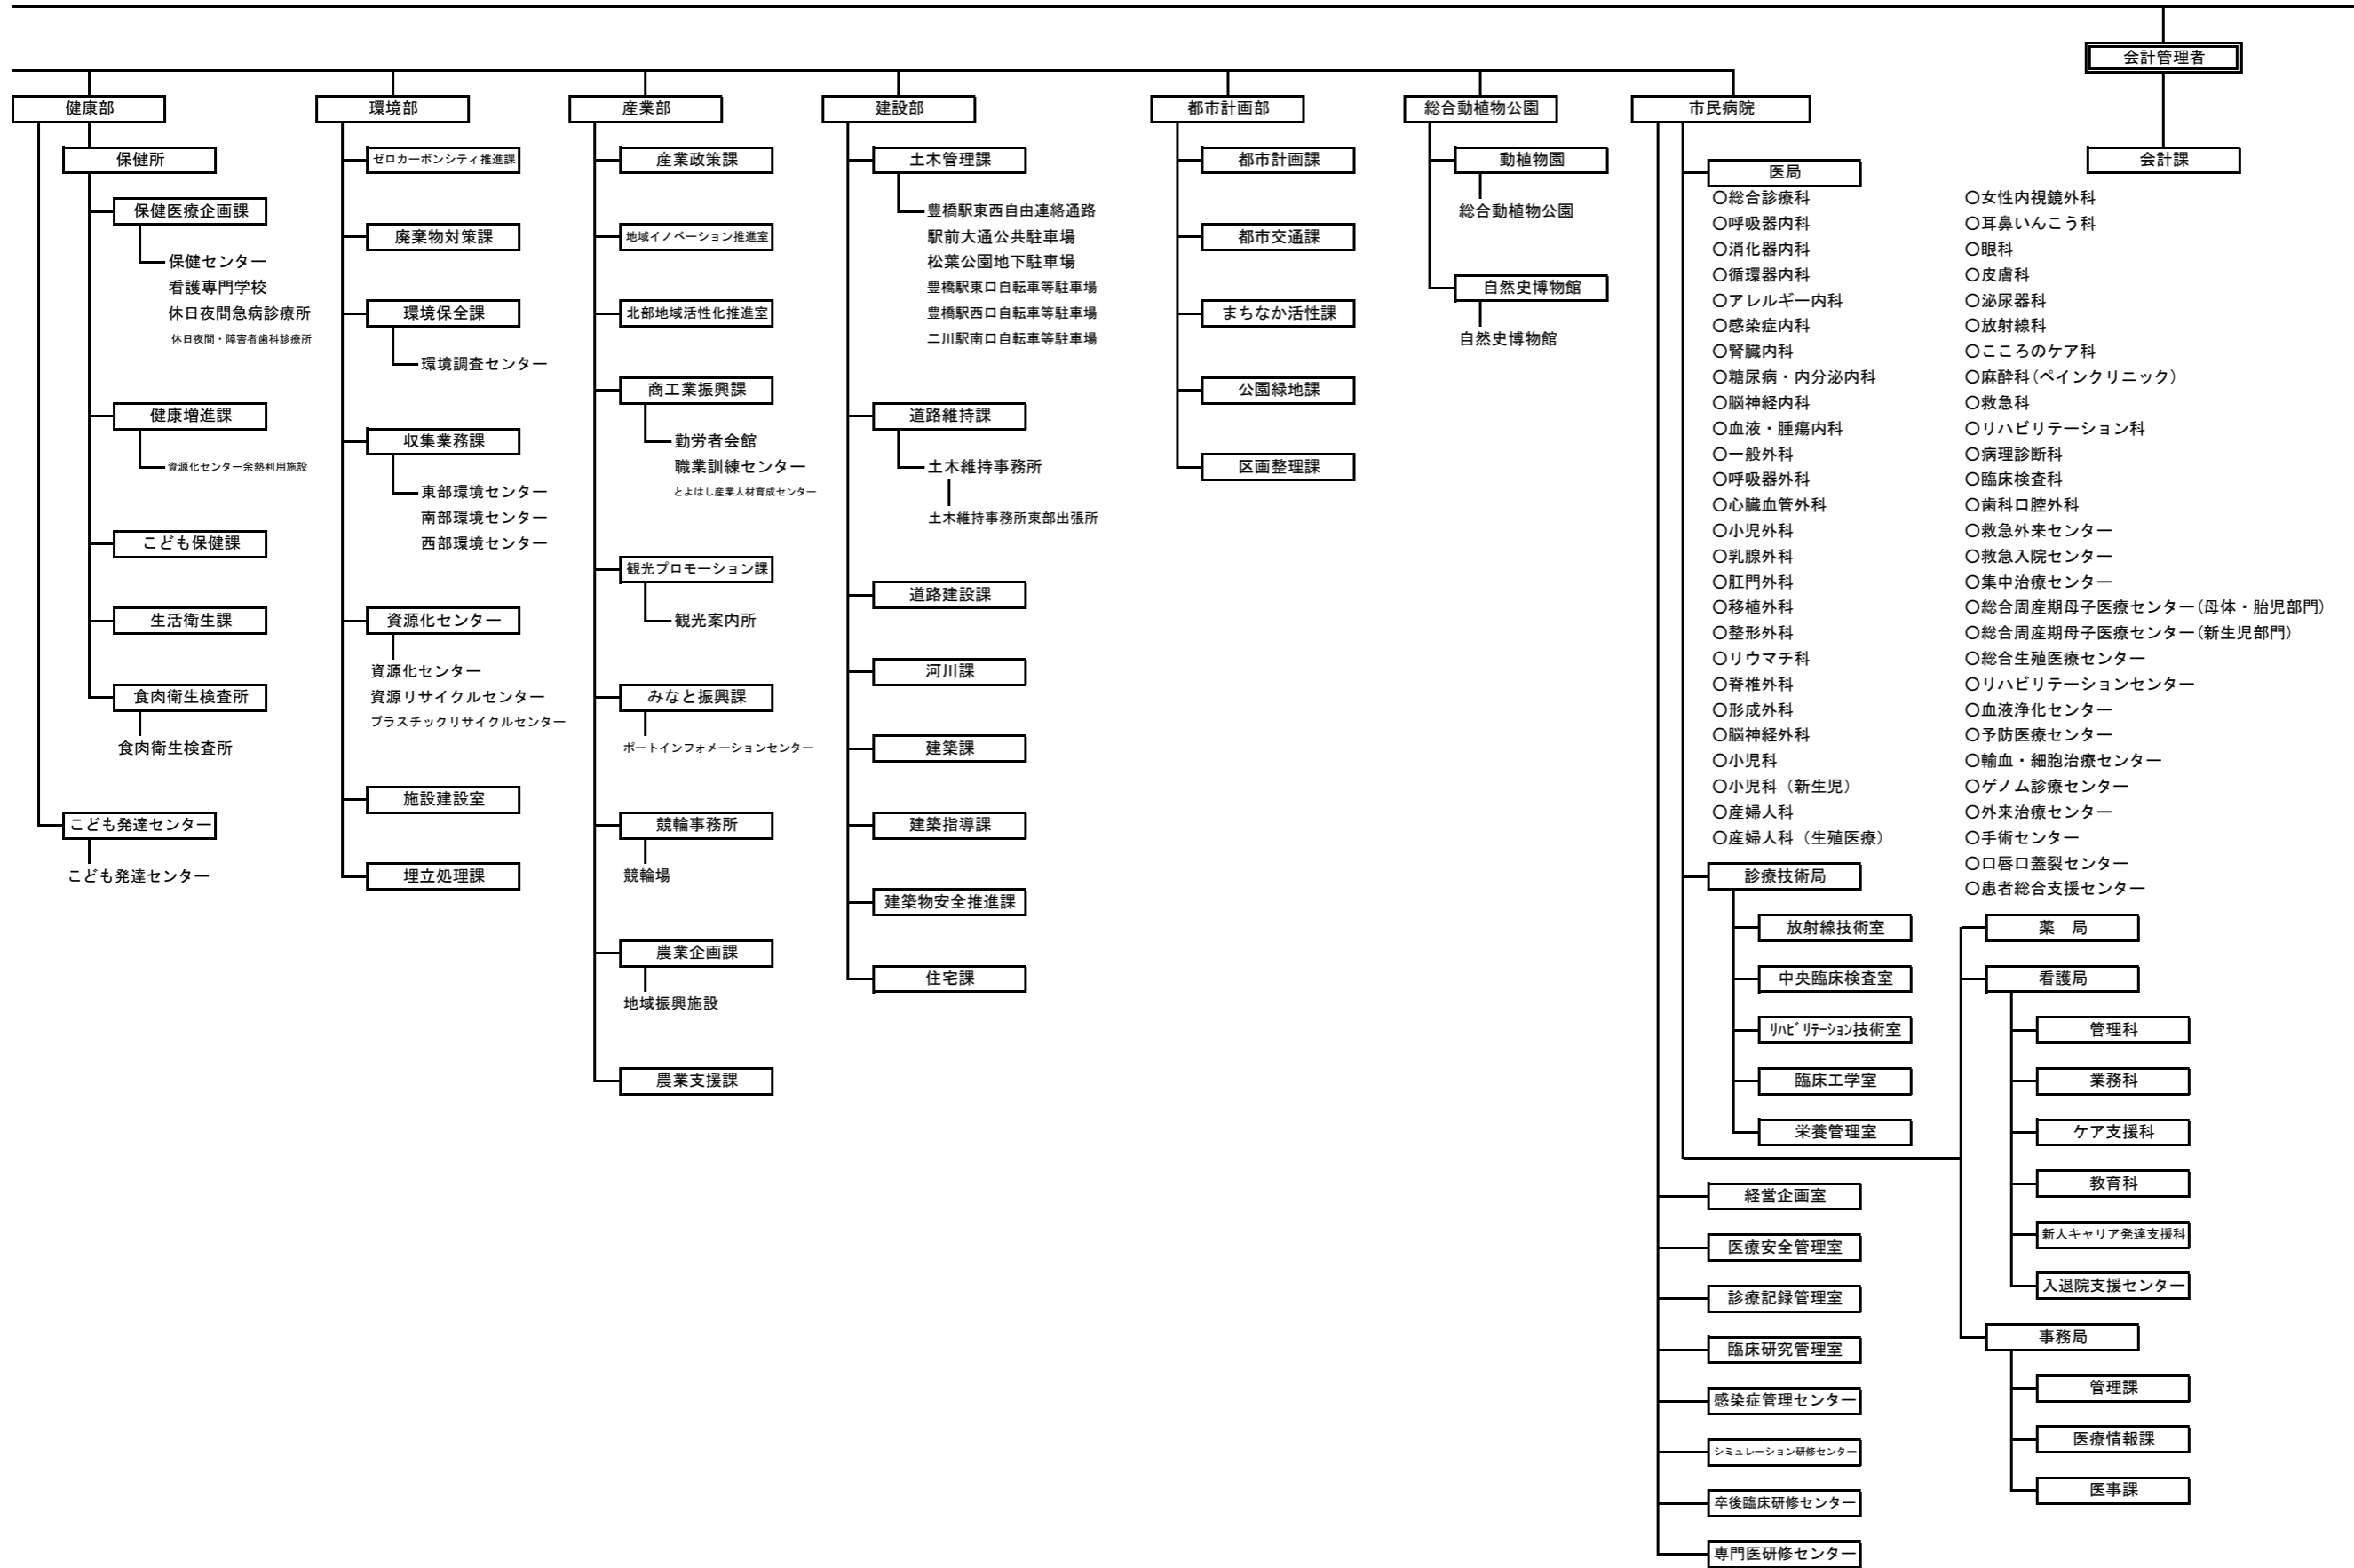 会計管理者
会計課
健康部
保健所
保健医療企画課
保健センター
看護専門学校
休日夜間急病診療所
休日夜間・障害者歯科診療所
健康増進課
資源化センター余熱利用施設
こども保健課
生活衛生課
食肉衛生検査所
食肉衛生検査所
こども発達センター
こども発達センター
環境部
ゼロカーボンシティ推進課
廃棄物対策課
環境保全課
環境調査センター
収集業務課
東部環境センター
南部環境センター
西部環境センター
資源化センター
資源化センター
資源リサイクルセンター
プラスチックリサイクルセンター
施設建設室
埋立処理課
産業部
産業政策課
地域イノベーション推進室
北部地域活性化推進室
商工業振興課
勤労者会館
職業訓練センター
とよはし産業人材育成センター
観光プロモーション課
観光案内所
みなと振興課
ポートインフォメーションセンター
競輪事務所
競輪場
農業企画課
地域振興施設
農業支援課
建設部
土木管理課
豊橋駅東西自由連絡通路
駅前大通公共駐車場
松葉公園地下駐車場
豊橋駅東口自転車等駐車場
豊橋駅西口自転車等駐車場
二川駅南口自転車等駐車場
道路維持課
土木維持事務所
土木維持事務所東部出張所
道路建設課
河川課
建築課
建築指導課
建築物安全推進課
住宅課
都市計画部
都市計画課
都市交通課
まちなか活性課
公園緑地課
区画整理課
総合動植物公園
動植物園
総合動植物公園
自然史博物館
自然史博物館
市民病院
医局
〇総合診療科
〇呼吸器内科
〇消化器内科
〇循環器内科
〇アレルギー内科
〇感染症内科
〇腎臓内科
〇糖尿病・内分泌内科
〇脳神経内科
〇血液・腫瘍内科
〇一般外科
〇呼吸器外科
〇心臓血管外科
〇小児外科
〇乳腺外科
〇肛門外科
〇移植外科
〇整形外科
〇リウマチ科
〇脊椎外科
〇形成外科
〇脳神経外科
〇小児科
〇小児科（新生児）
〇産婦人科
〇産婦人科（生殖医療）
〇女性内視鏡外科
〇耳鼻いんこう科
〇眼科
〇皮膚科
〇泌尿器科
〇放射線科
〇こころのケア科
〇麻酔科(ペインクリニック)
〇救急科
〇リハビリテーション科
〇病理診断科
〇臨床検査科
〇歯科口腔外科
〇救急外来センター
〇救急入院センター
〇集中治療センター
〇総合周産期母子医療センター(母体・胎児部門)
〇総合周産期母子医療センター(新生児部門)
〇総合生殖医療センター
〇リハビリテーションセンター
〇血液浄化センター
〇予防医療センター
〇輸血・細胞治療センター
〇ゲノム診療センター
〇外来治療センター
〇手術センター
〇口唇口蓋裂センター
〇患者総合支援センター
診療技術局
放射線技術室
中央臨床検査室
ﾘﾊﾋﾞﾘﾃｰｼｮﾝ技術室
臨床工学室
栄養管理室
薬　局
看護局
管理科
業務科
ケア支援科
教育科
新人キャリア発達支援科
入退院支援センター
事務局
管理課
医療情報課
医事課
経営企画室
医療安全管理室
診療記録管理室
臨床研究管理室
感染症管理センター
シミュレーション研修センター
卒後臨床研修センター
専門医研修センター